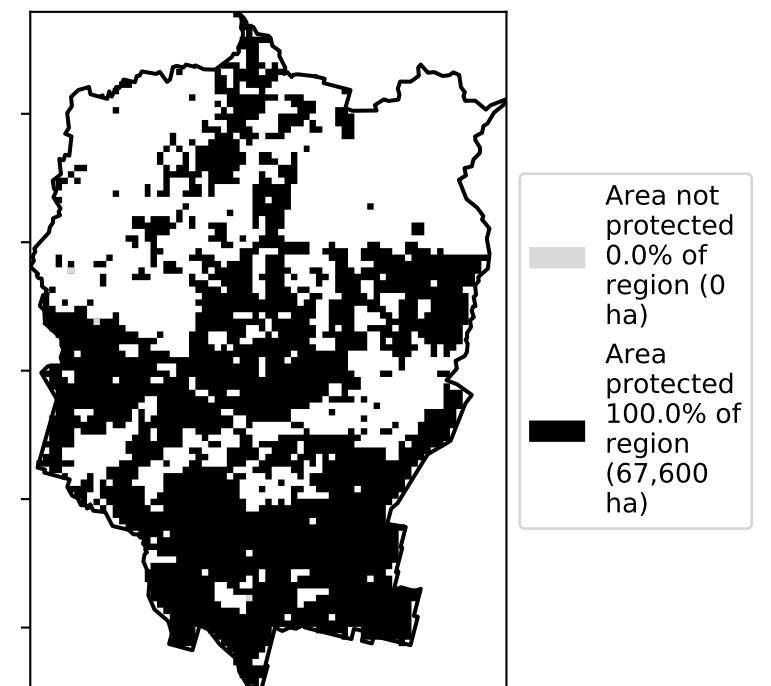 Area not
protected
0.0% of
region (0
ha)
Area
protected
100.0% of
region
(67,600
ha)